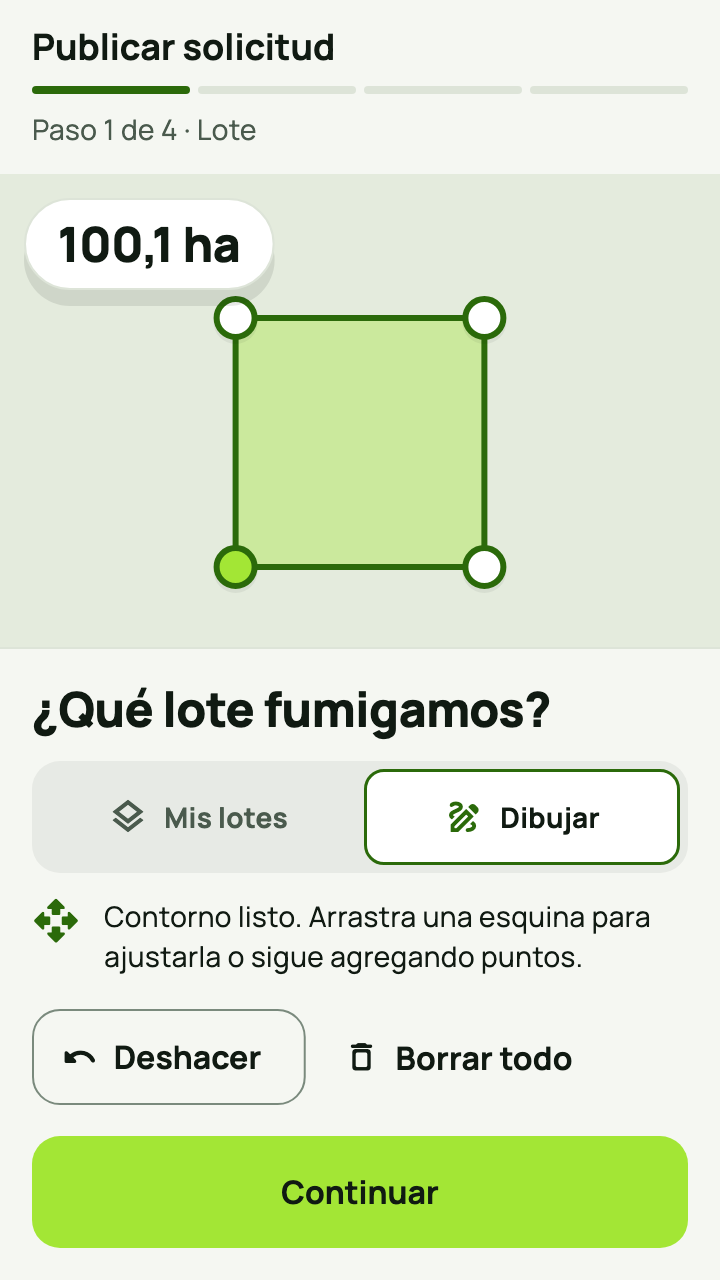 Publicar solicitud
Paso 1 de 4 · Lote
100,1 ha
¿Qué lote fumigamos?
Mis lotes
Dibujar
Contorno listo. Arrastra una esquina para
ajustarla o sigue agregando puntos.
Deshacer
Borrar todo
Continuar